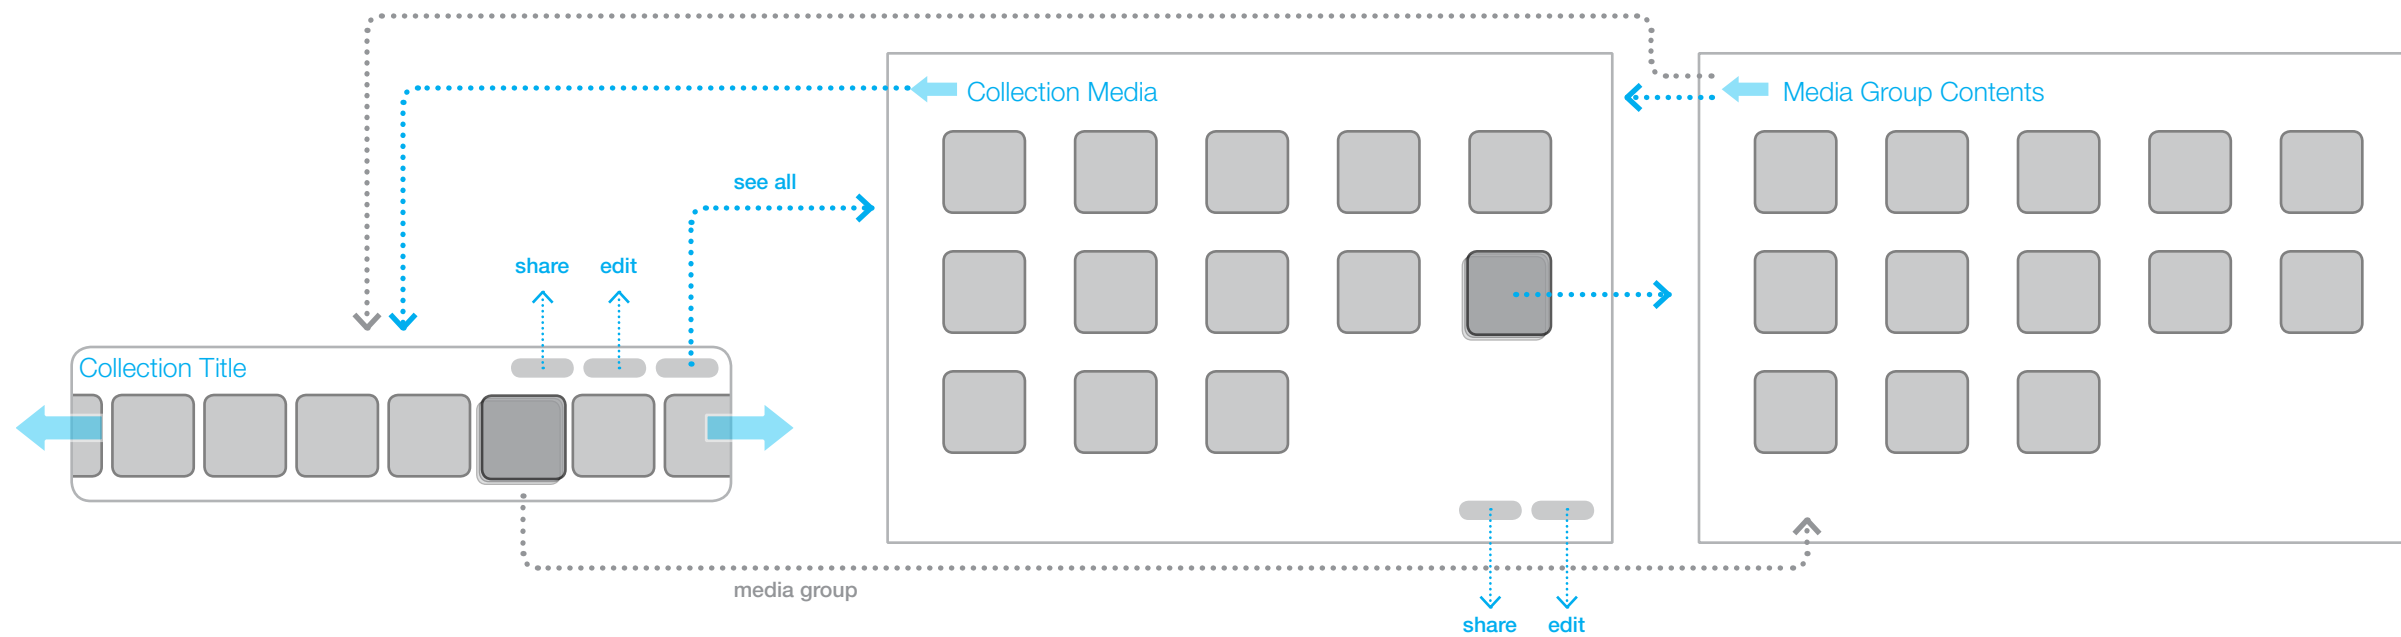 Collection Media
Media Group Contents
see all
share
edit
Collection Title
media group
share
edit